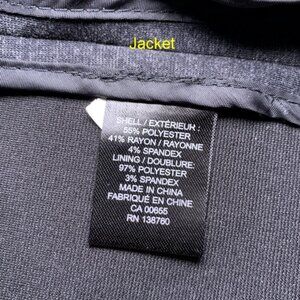 Jacket
SHELL / EXTÉRIEUR :
55% POLYESTER
41% RAYON / RAYONNE
4% SPANDEX
LINING / DOUBLURE:
97% POLYESTER
3% SPANDEX
MADE IN CHINA
FABRIQUÉ EN CHINE
CA 00655
RN 138760